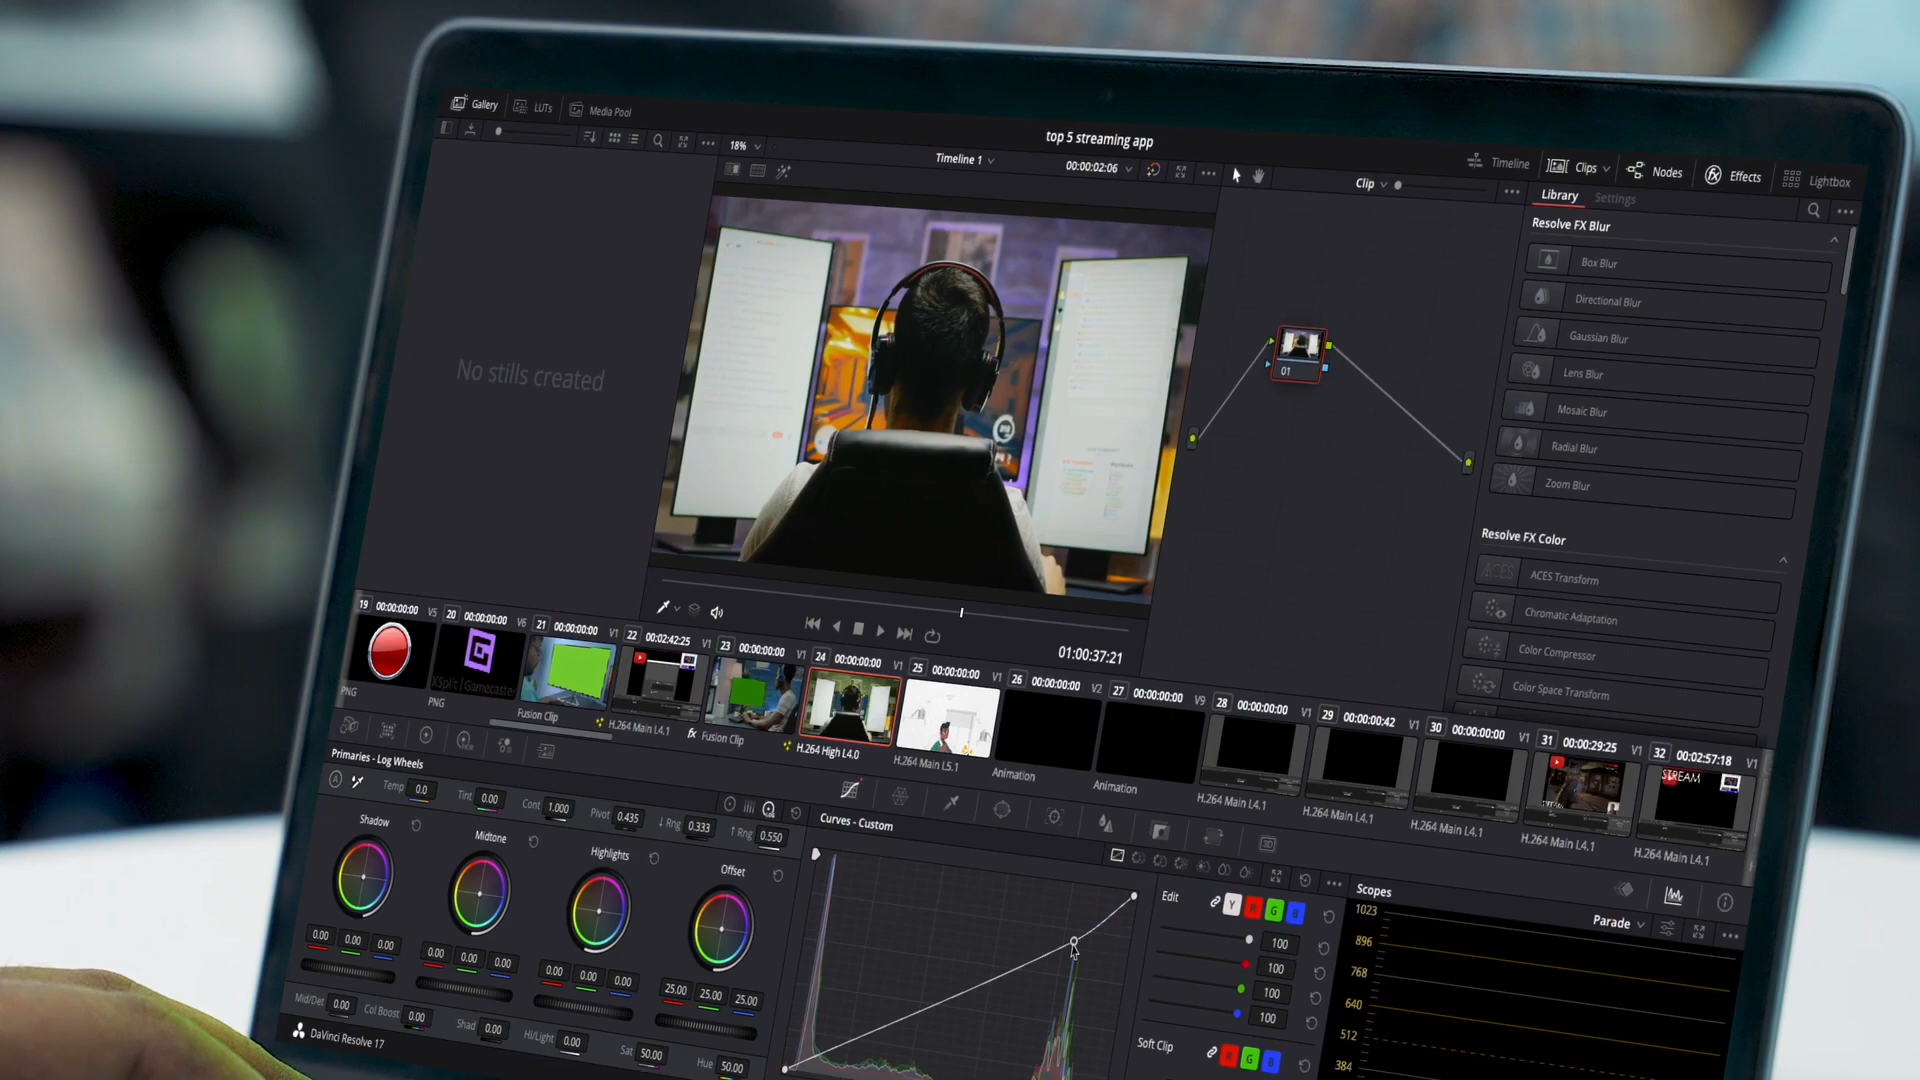 Gallery LUTs Media Pool
top 5 streaming app
Timeline Clips Nodes Effects Lightbox
18% Timeline 1 00:00:02:06 Clip
Library Settings
Resolve FX Blur
Box Blur
Directional Blur
Gaussian Blur
Lens Blur
Mosaic Blur
Radial Blur
Zoom Blur
Resolve FX Color
ACES Transform
Chromatic Adaptation
Color Compressor
Color Space Transform
No stills created
01
01:00:37:21
19 00:00:00:00 V5 20 00:00:00:00 V6 21 00:00:00:00 V1 22 00:02:42:25 V1 23 00:00:00:00 V1 24 00:00:00:00 V1 25 00:00:00:00 V1 26 00:00:00:00 V2 27 00:00:00:00 V9 28 00:00:00:00 V1 29 00:00:00:42 V1 30 00:00:00:00 V1 31 00:00:29:25 V1 32 00:02:57:18 V1
XSplit | Gamecaster
STREAM
PNG PNG Fusion Clip H.264 Main L4.1 fx Fusion Clip H.264 High L4.0 H.264 Main L5.1 Animation Animation H.264 Main L4.1 H.264 Main L4.1 H.264 Main L4.1 H.264 Main L4.1 H.264 Main L4.1
Primaries - Log Wheels
Temp 0.0 Tint 0.00 Cont 1.000 Pivot 0.435 ↓ Rng 0.333 ↑ Rng 0.550
Shadow Midtone Highlights Offset
0.00 0.00 0.00 0.00 0.00 0.00 0.00 0.00 0.00 25.00 25.00 25.00
Mid/Det 0.00 Col Boost 0.00 Shad 0.00 Hi/Light 0.00 Sat 50.00 Hue 50.00
DaVinci Resolve 17
Curves - Custom
3D
Edit Y R G B
100
100
100
100
Soft Clip R G B
Scopes
Parade
1023
896
768
640
512
384